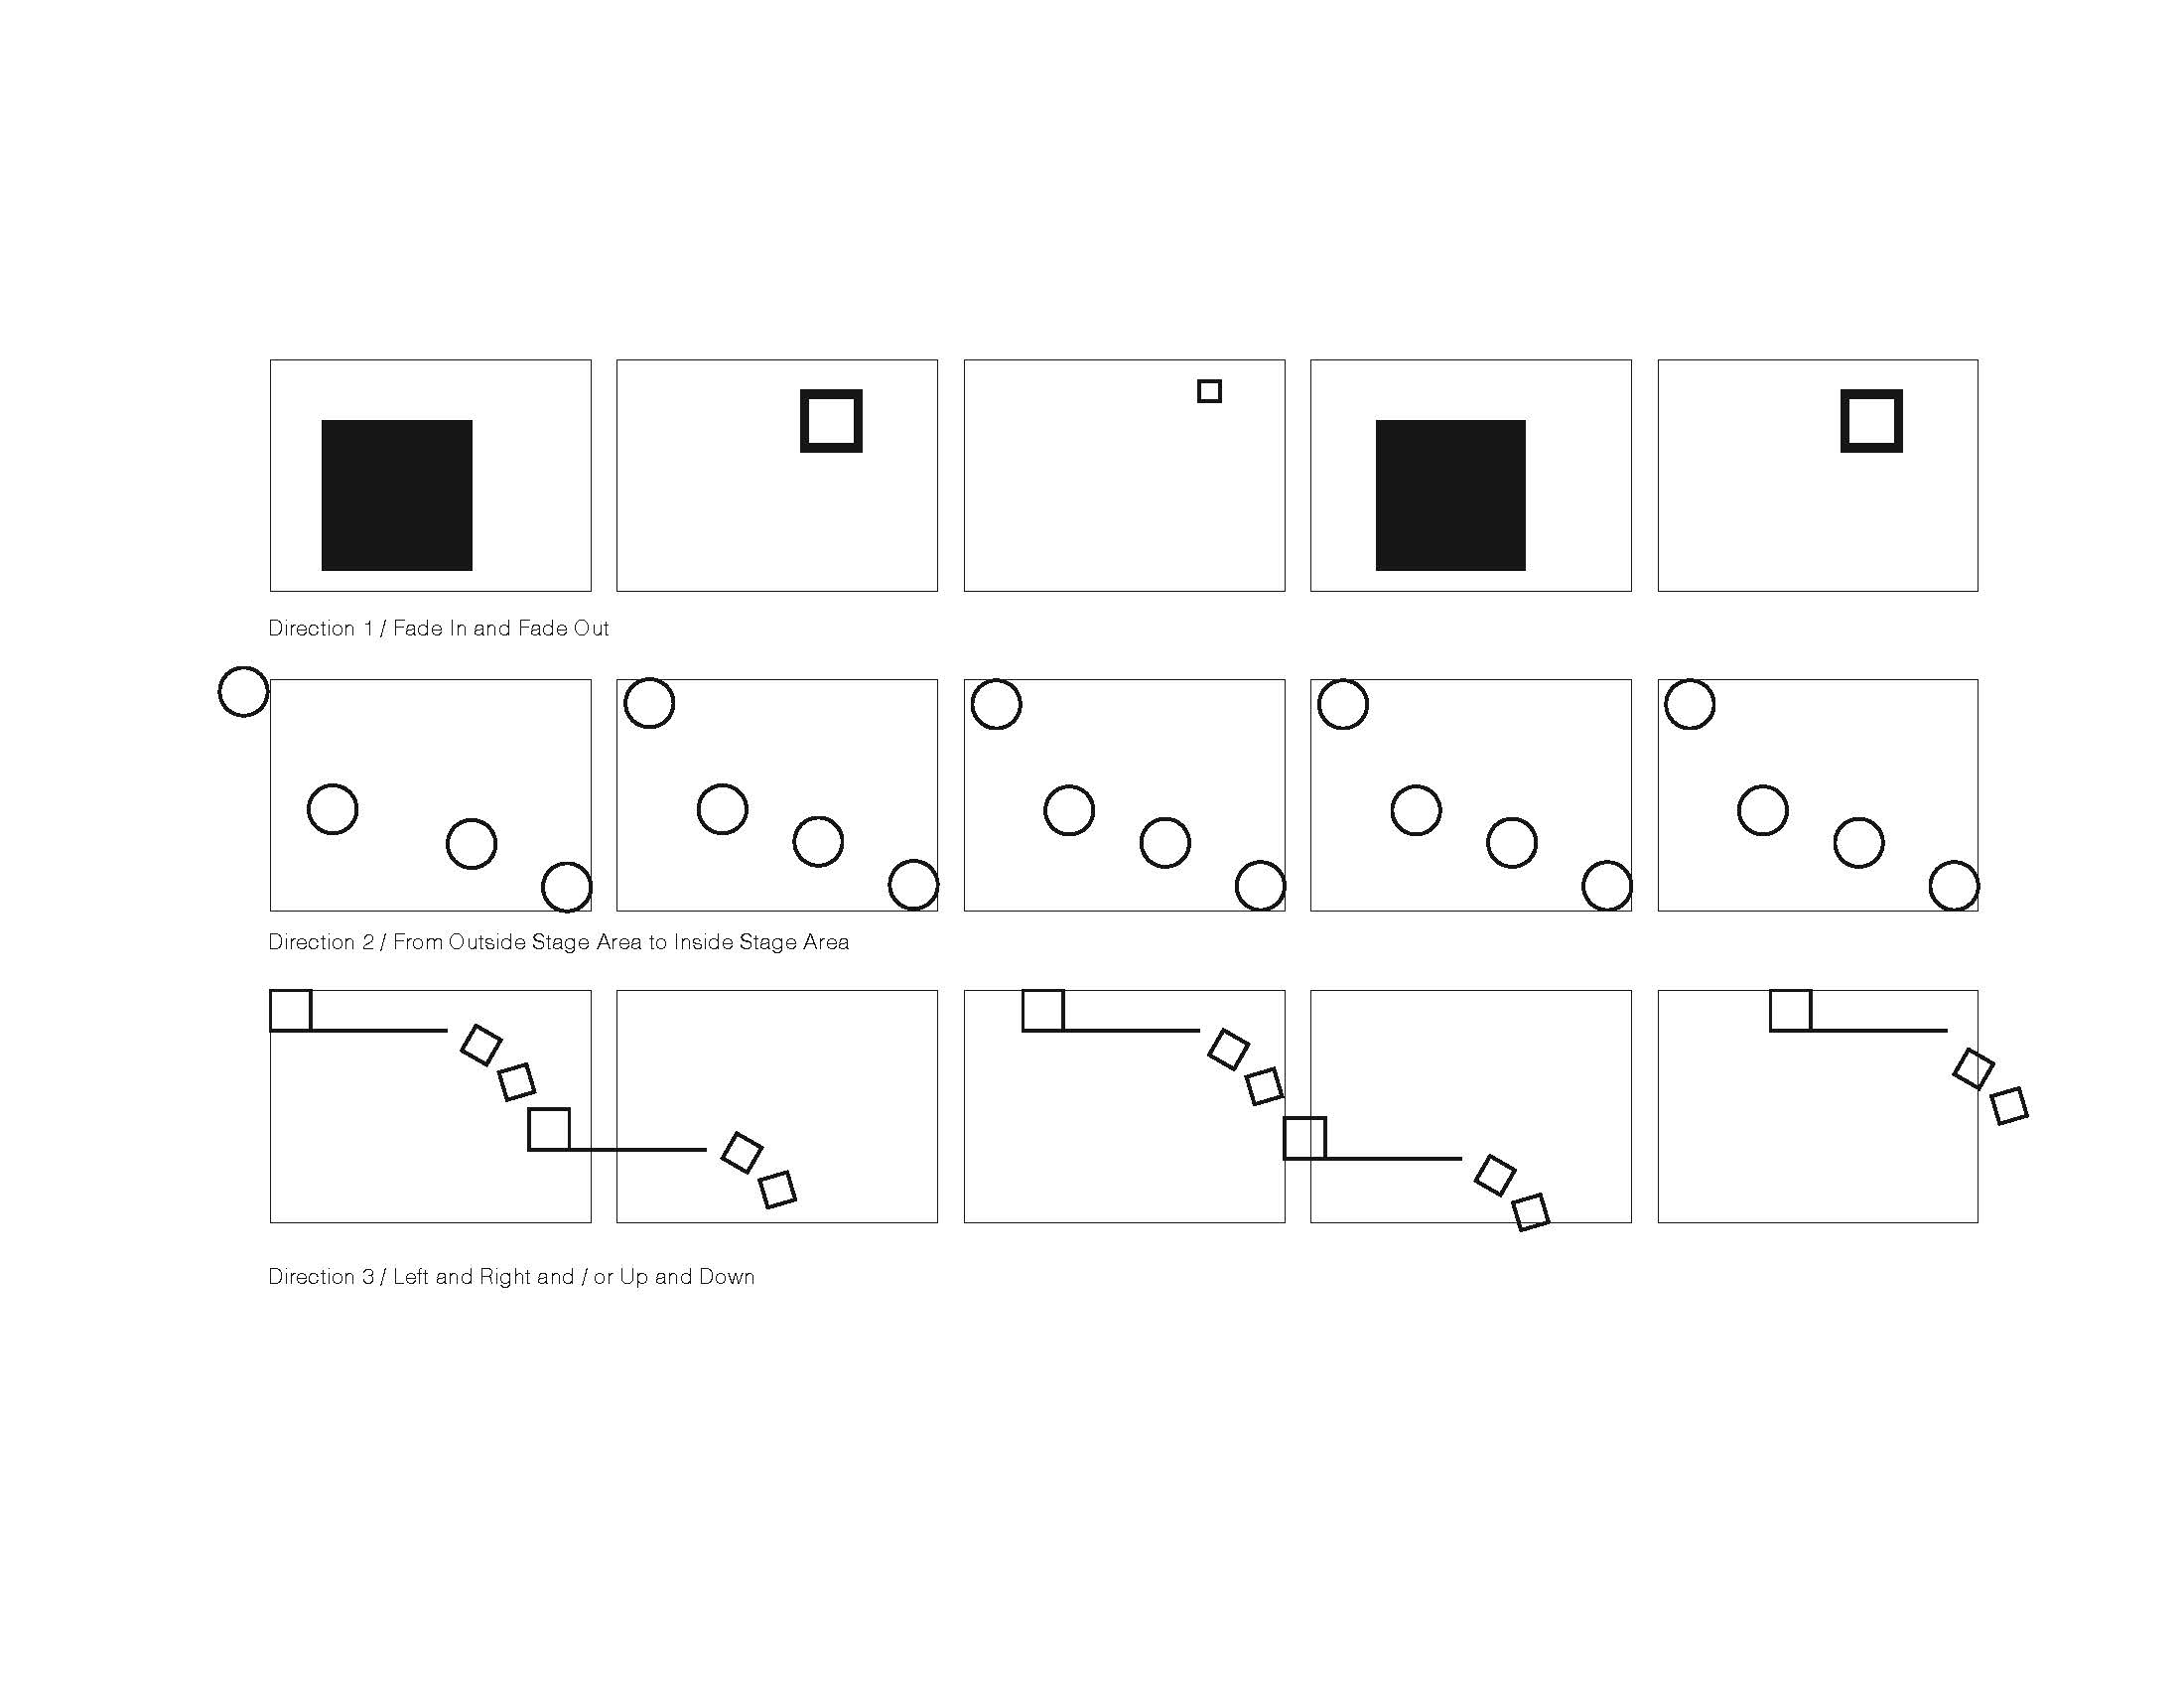 Direction 1 / Fade In and Fade Out
Direction 2 / From Outside Stage Area to Inside Stage Area
Direction 3 / Left and Right and / or Up and Down